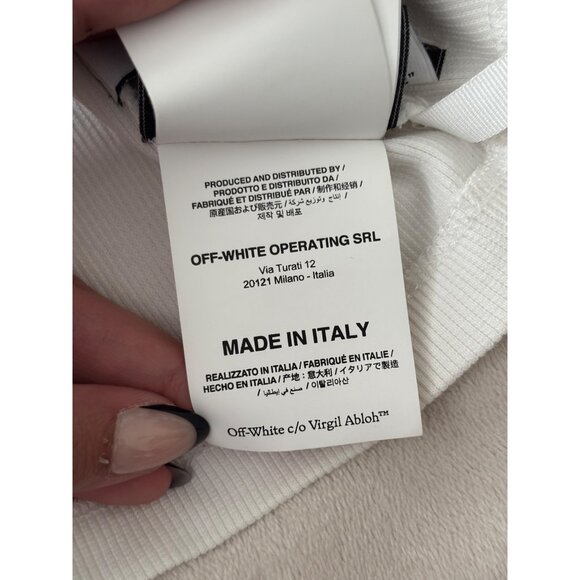 PRODUCED AND DISTRIBUTED BY/
PRODOTTO E DISTRIBUITO DA /
FABRIQUÉ ET DISTRIBUÉ PAR / 制作和经销 /
原産国および販売元 / إنتاج وتوزيع شركة /
제작 및 배포
OFF-WHITE OPERATING SRL
Via Turati 12
20121 Milano - Italia
MADE IN ITALY
REALIZZATO IN ITALIA / FABRIQUÉ EN ITALIE /
HECHO EN ITALIA / 产地: 意大利 / イタリアで製造
/ صنع في إيطاليا / 이탈리아산
Off-White c/o Virgil Abloh™